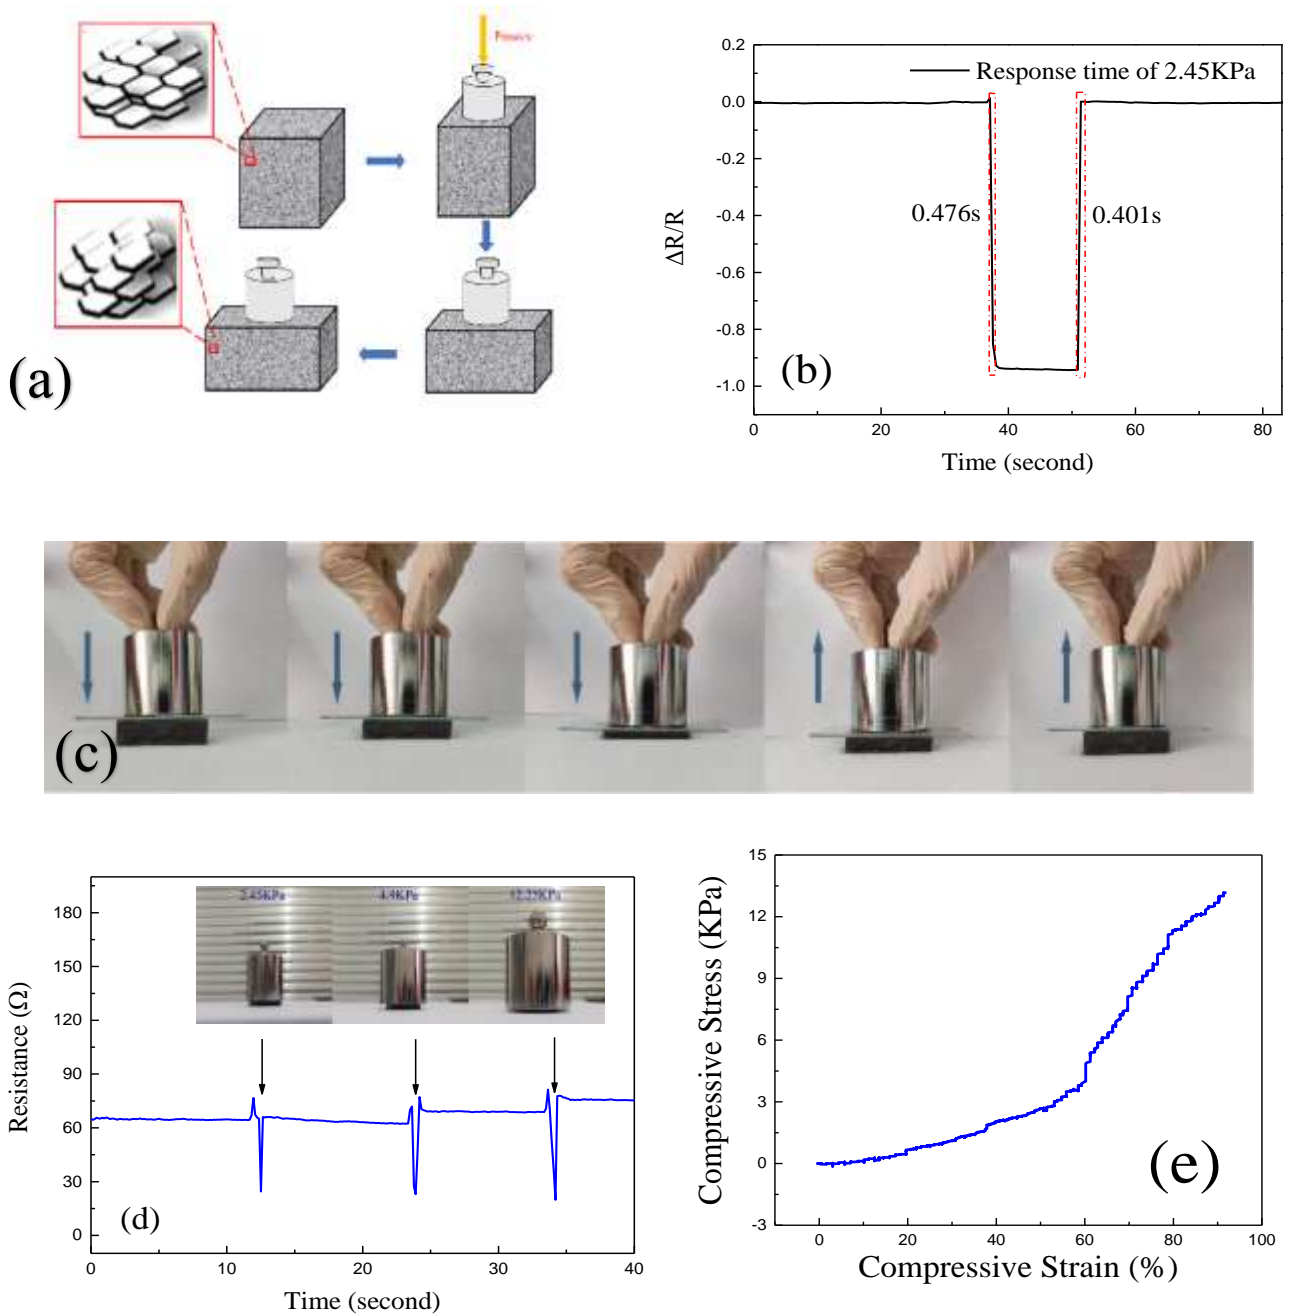 (a)
0.2
0.0
-0.2
-0.4
-0.6
-0.8
-1.0
ΔR/R
Response time of 2.45KPa
0.476s
0.401s
(b)
0
20
40
60
80
Time (second)
(c)
180
150
120
90
60
30
0
Resistance (Ω)
2.45KPa
4.9KPa
12.25KPa
(d)
0
10
20
30
40
Time (second)
15
12
9
6
3
0
-3
Compressive Stress (KPa)
(e)
0
20
40
60
80
100
Compressive Strain (%)